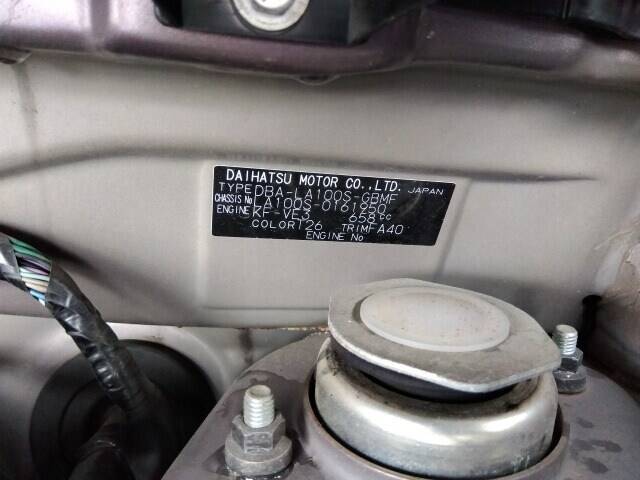 DAIHATSU MOTOR CO.,LTD. JAPAN
TYPE DBA-LA100S-GBMF
CHASSIS No LA100S-0161950
ENGINE KF-VE3 658cc
COLOR T26 TRIM FA40
ENGINE No